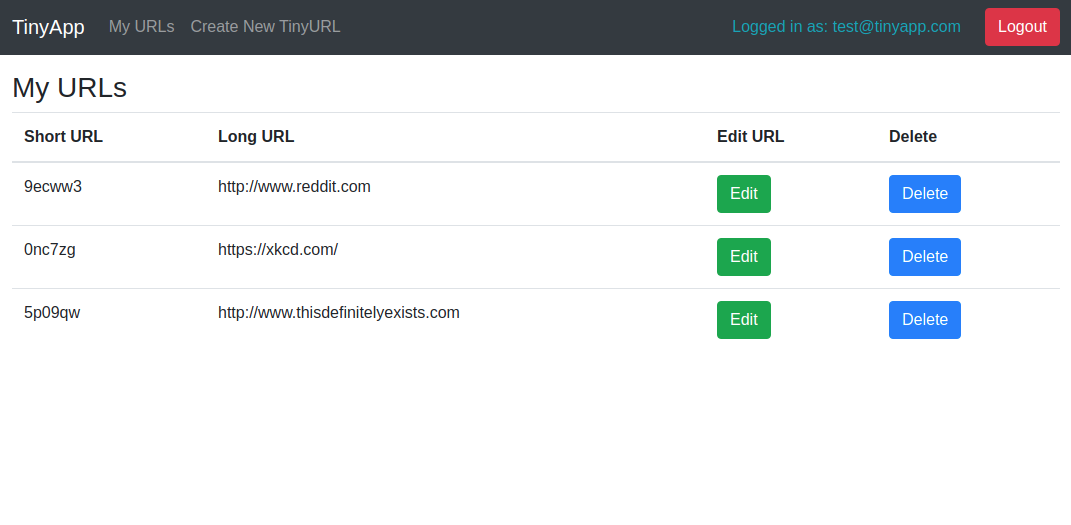 TinyApp My URLs Create New TinyURL Logged in as: test@tinyapp.com Logout
My URLs
Short URL Long URL Edit URL Delete
9ecww3 http://www.reddit.com Edit Delete
0nc7zg https://xkcd.com/ Edit Delete
5p09qw http://www.thisdefinitelyexists.com Edit Delete